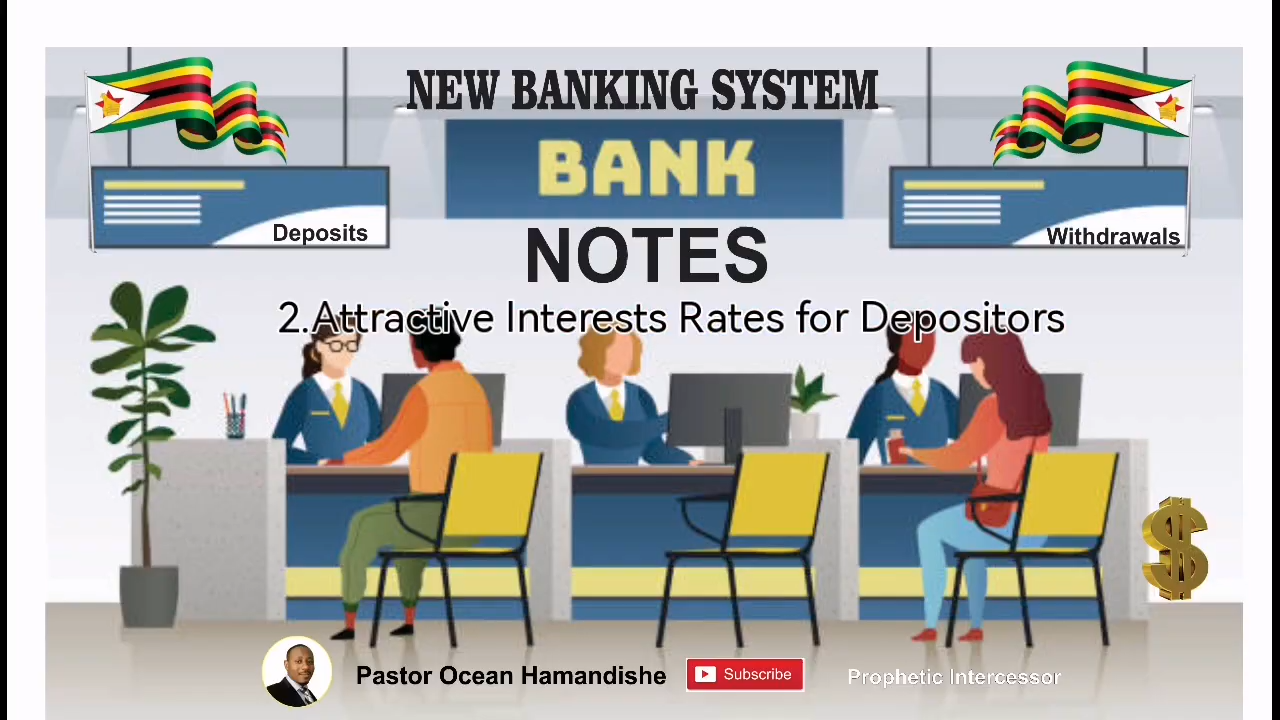 NEW BANKING SYSTEM
BANK
Deposits
Withdrawals
NOTES
2.Attractive Interests Rates for Depositors
Pastor Ocean Hamandishe
Subscribe
Prophetic Intercessor